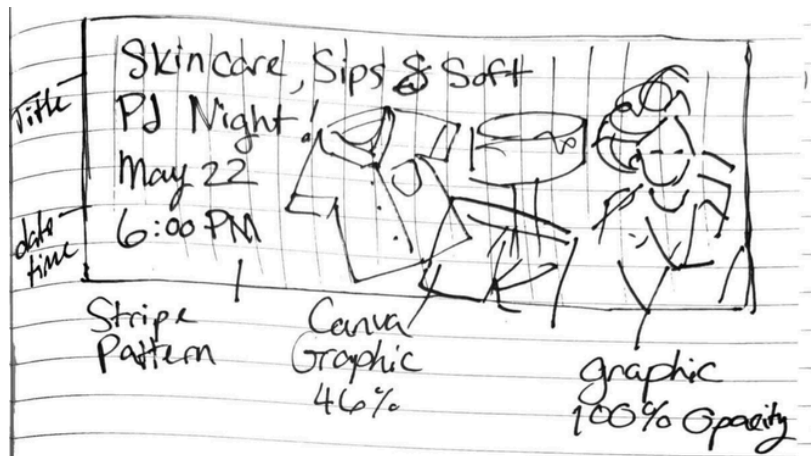 Skincare, Sips & Soft
PJ Night!
May 22
6:00 PM
Title
date
time
Stripe
Pattern
Canva
Graphic
46%
graphic
100% Opacity